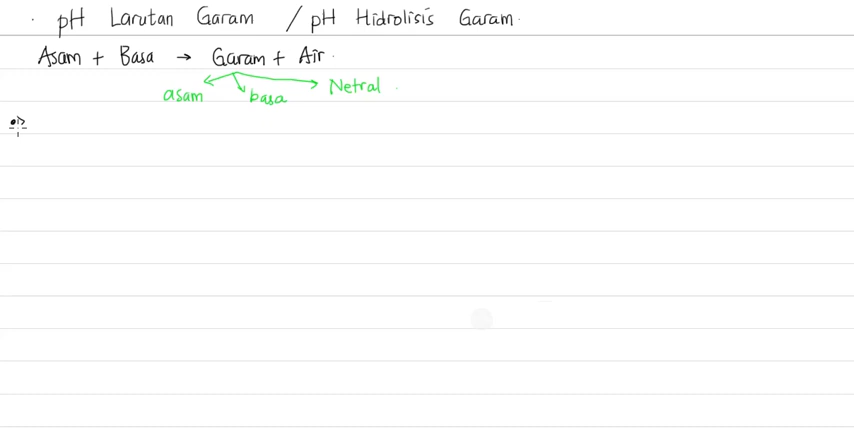 · pH Larutan Garam / pH Hidrolisis Garam.
Asam + Basa → Garam + Air.
asam basa Netral